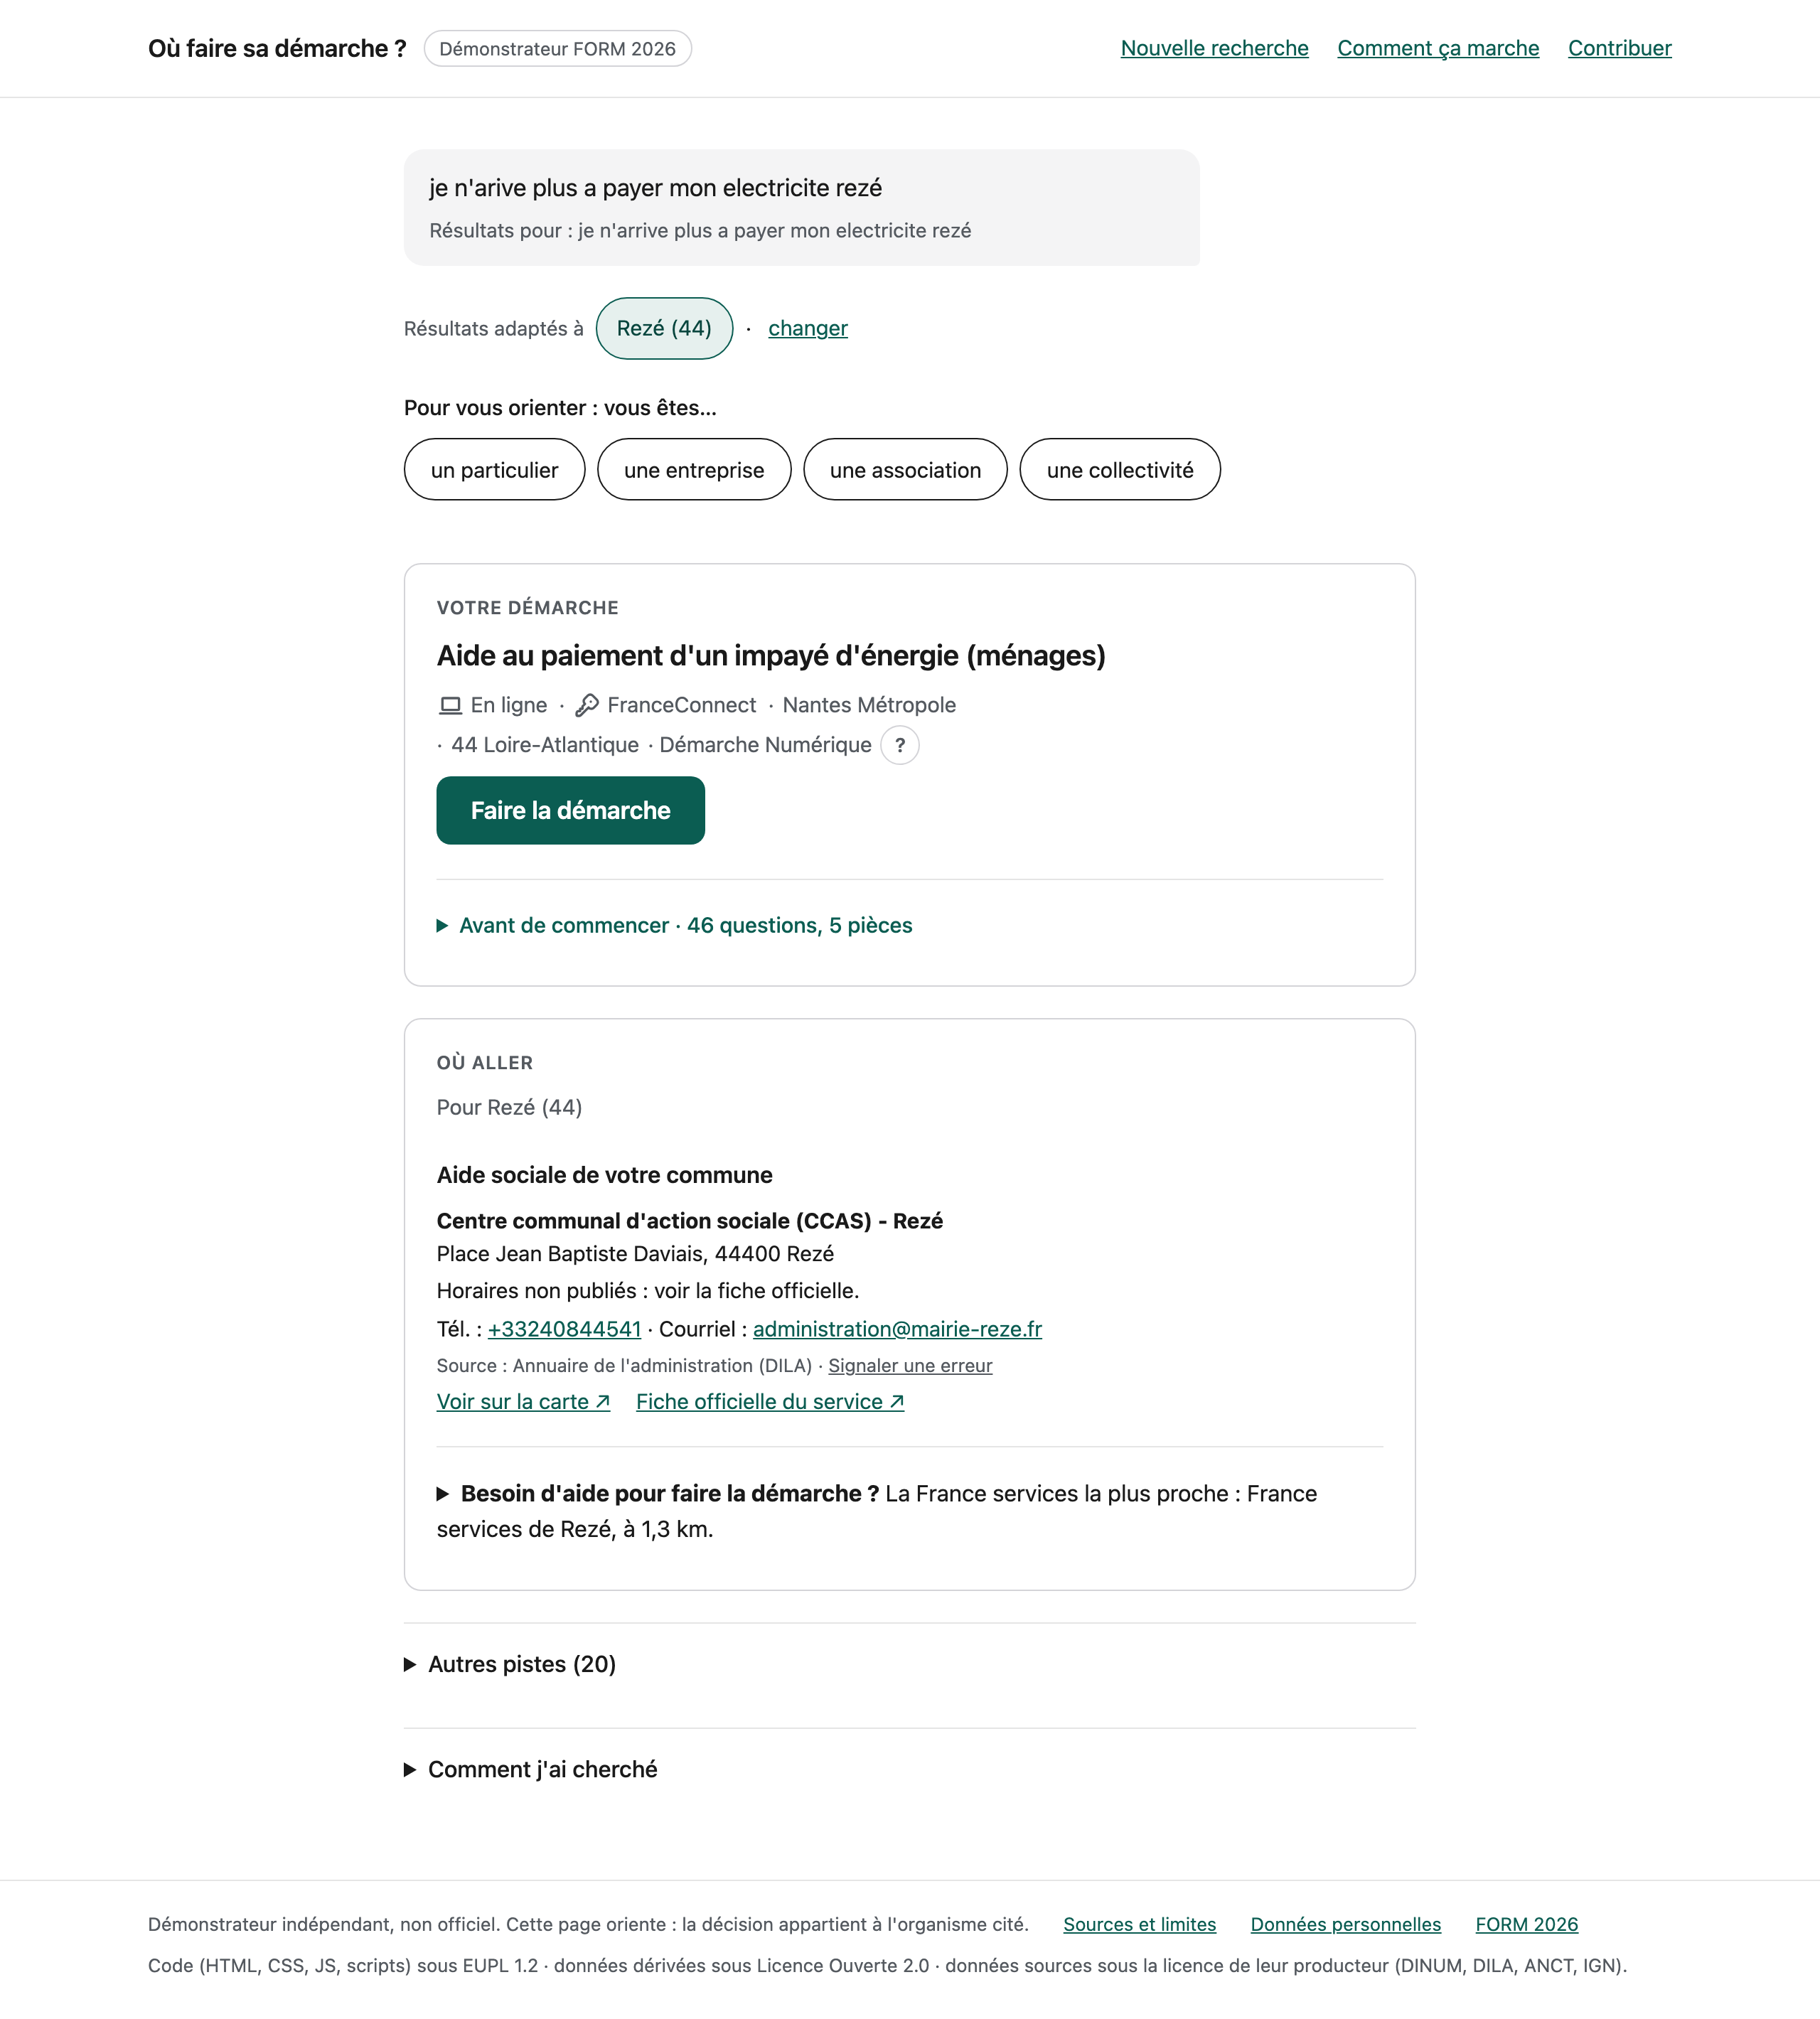 Où faire sa démarche ?
Démonstrateur FORM 2026
Nouvelle recherche
Comment ça marche
Contribuer
je n'arive plus a payer mon electricite rezé
Résultats pour : je n'arrive plus a payer mon electricite rezé
Résultats adaptés à Rezé (44) · changer
Pour vous orienter : vous êtes...
un particulier
une entreprise
une association
une collectivité
VOTRE DÉMARCHE
Aide au paiement d'un impayé d'énergie (ménages)
En ligne · FranceConnect · Nantes Métropole
· 44 Loire-Atlantique · Démarche Numérique ?
Faire la démarche
Avant de commencer · 46 questions, 5 pièces
OÙ ALLER
Pour Rezé (44)
Aide sociale de votre commune
Centre communal d'action sociale (CCAS) - Rezé
Place Jean Baptiste Daviais, 44400 Rezé
Horaires non publiés : voir la fiche officielle.
Tél. : +33240844541 · Courriel : administration@mairie-reze.fr
Source : Annuaire de l'administration (DILA) · Signaler une erreur
Voir sur la carte ↗ Fiche officielle du service ↗
Besoin d'aide pour faire la démarche ? La France services la plus proche : France
services de Rezé, à 1,3 km.
Autres pistes (20)
Comment j'ai cherché
Démonstrateur indépendant, non officiel. Cette page oriente : la décision appartient à l'organisme cité. Sources et limites Données personnelles FORM 2026
Code (HTML, CSS, JS, scripts) sous EUPL 1.2 · données dérivées sous Licence Ouverte 2.0 · données sources sous la licence de leur producteur (DINUM, DILA, ANCT, IGN).